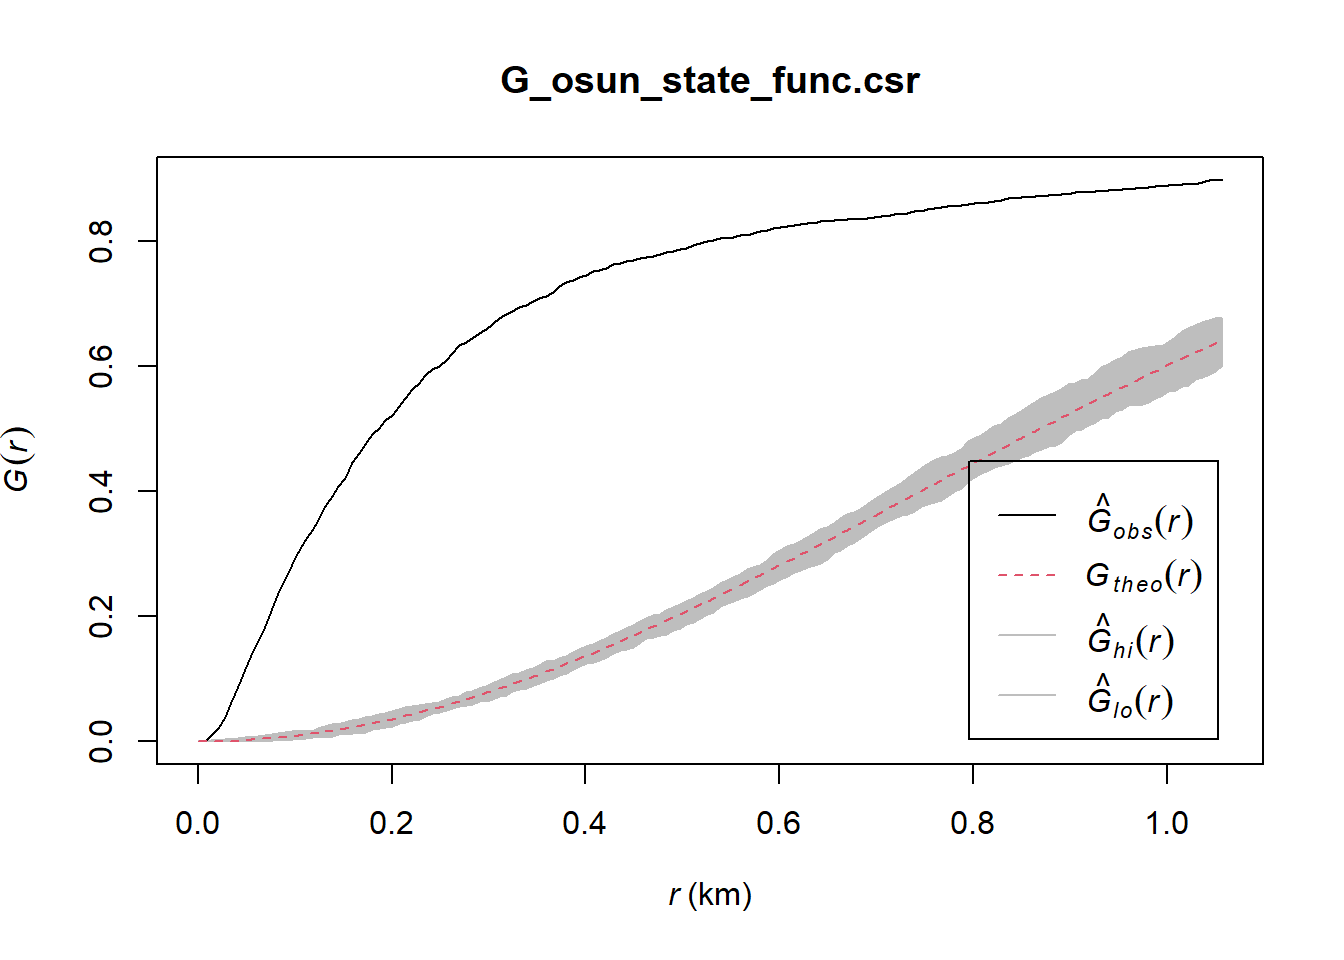 G_osun_state_func.csr
G(r)
0.8
0.6
0.4
0.2
0.0
Ĝobs(r)
Gtheo(r)
Ĝhi(r)
Ĝlo(r)
0.0 0.2 0.4 0.6 0.8 1.0
r (km)